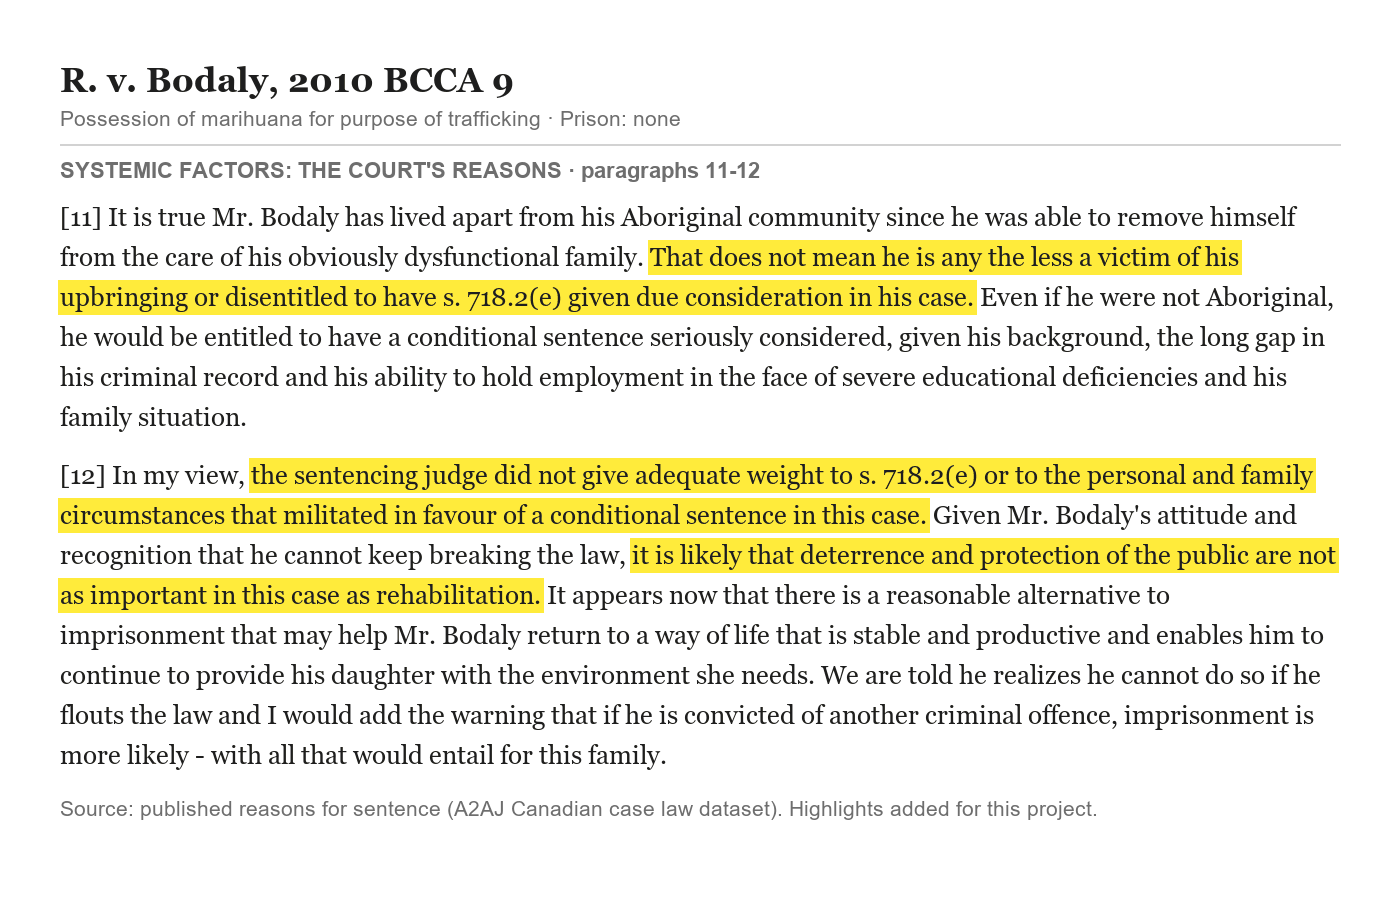 R. v. Bodaly, 2010 BCCA 9
Possession of marihuana for purpose of trafficking · Prison: none
SYSTEMIC FACTORS: THE COURT'S REASONS · paragraphs 11-12
[11] It is true Mr. Bodaly has lived apart from his Aboriginal community since he was able to remove himself
from the care of his obviously dysfunctional family. That does not mean he is any the less a victim of his
upbringing or disentitled to have s. 718.2(e) given due consideration in his case. Even if he were not Aboriginal,
he would be entitled to have a conditional sentence seriously considered, given his background, the long gap in
his criminal record and his ability to hold employment in the face of severe educational deficiencies and his
family situation.
[12] In my view, the sentencing judge did not give adequate weight to s. 718.2(e) or to the personal and family
circumstances that militated in favour of a conditional sentence in this case. Given Mr. Bodaly's attitude and
recognition that he cannot keep breaking the law, it is likely that deterrence and protection of the public are not
as important in this case as rehabilitation. It appears now that there is a reasonable alternative to
imprisonment that may help Mr. Bodaly return to a way of life that is stable and productive and enables him to
continue to provide his daughter with the environment she needs. We are told he realizes he cannot do so if he
flouts the law and I would add the warning that if he is convicted of another criminal offence, imprisonment is
more likely - with all that would entail for this family.
Source: published reasons for sentence (A2AJ Canadian case law dataset). Highlights added for this project.